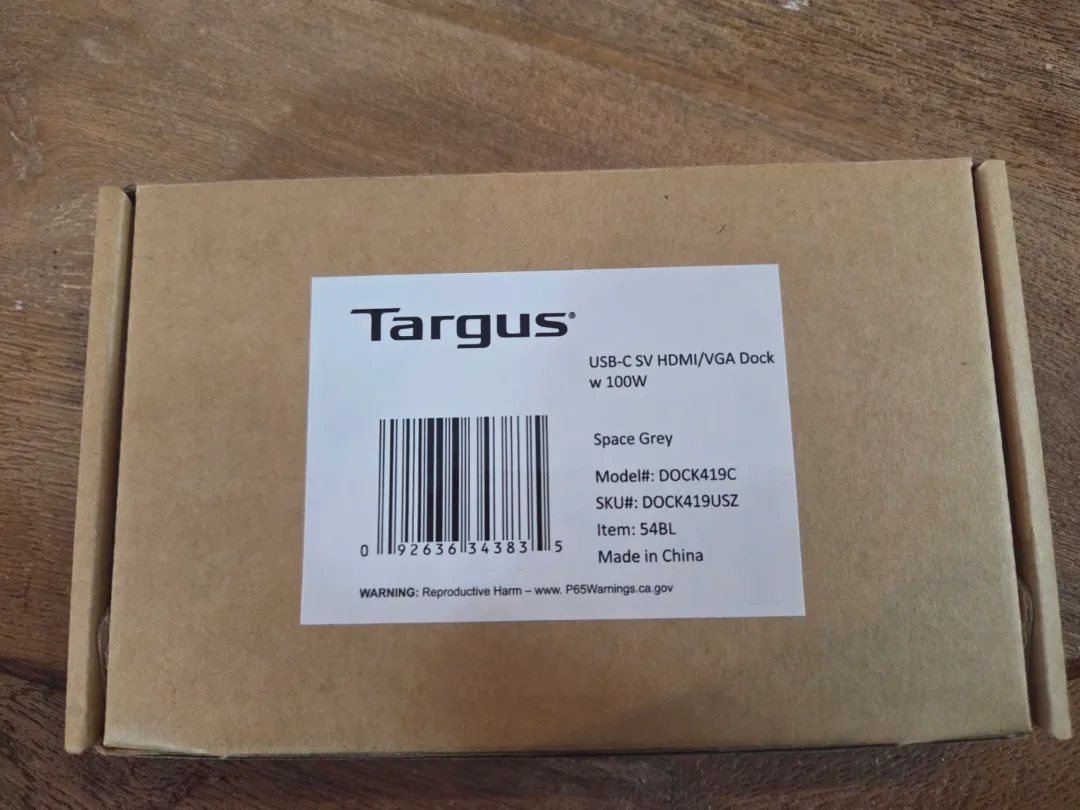 Targus®
USB-C SV HDMI/VGA Dock
w 100W
Space Grey
Model#: DOCK419C
SKU#: DOCK419USZ
Item: 54BL
Made in China
0 92636 34383 5
WARNING: Reproductive Harm – www. P65Warnings.ca.gov